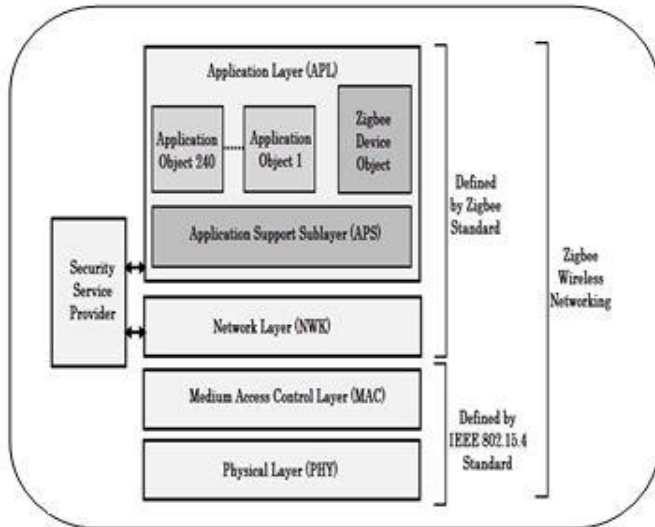 Application Layer (APL)
Application
Object 240
Application
Object 1
Zigbee
Device
Object
Application Support Sublayer (APS)
Security
Service
Provider
Network Layer (NWK)
Medium Access Control Layer (MAC)
Physical Layer (PHY)
Defined
by Zigbee
Standard
Defined by
IEEE 802.15.4
Standard
Zigbee
Wireless
Networking